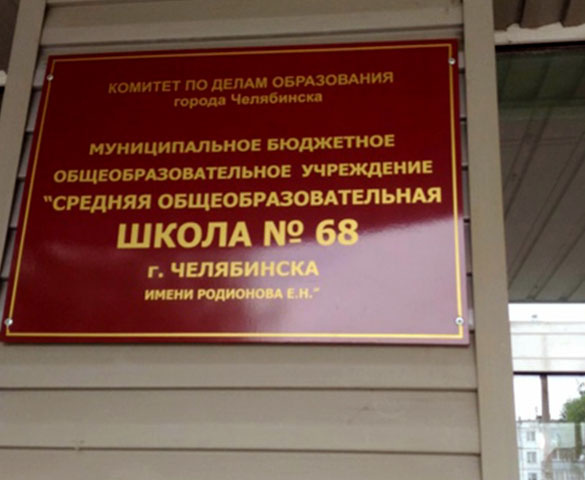 КОМИТЕТ ПО ДЕЛАМ ОБРАЗОВАНИЯ
города Челябинска
МУНИЦИПАЛЬНОЕ БЮДЖЕТНОЕ
ОБЩЕОБРАЗОВАТЕЛЬНОЕ УЧРЕЖДЕНИЕ
"СРЕДНЯЯ ОБЩЕОБРАЗОВАТЕЛЬНАЯ
ШКОЛА № 68
г. ЧЕЛЯБИНСКА
ИМЕНИ РОДИОНОВА Е.Н."